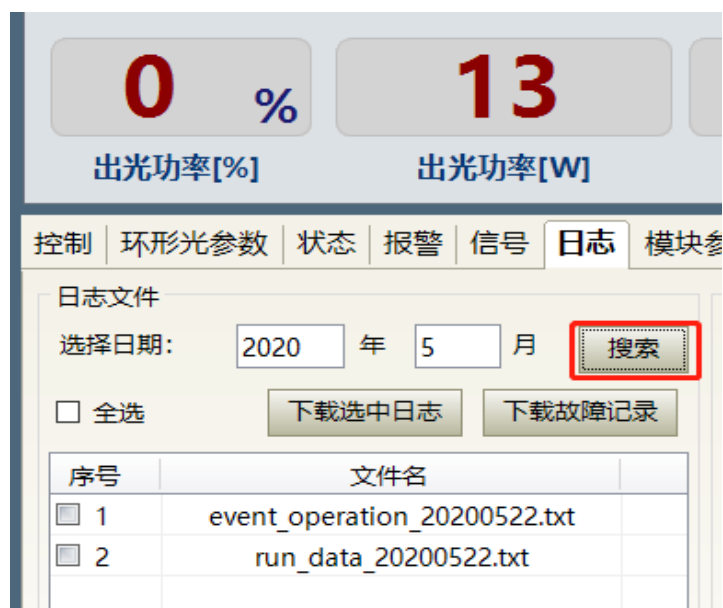 0 % 13
出光功率[%] 出光功率[W]
控制 环形光参数 状态 报警 信号 日志 模块参
日志文件
选择日期: 2020 年 5 月 搜索
全选 下载选中日志 下载故障记录
序号 文件名
1 event_operation_20200522.txt
2 run_data_20200522.txt